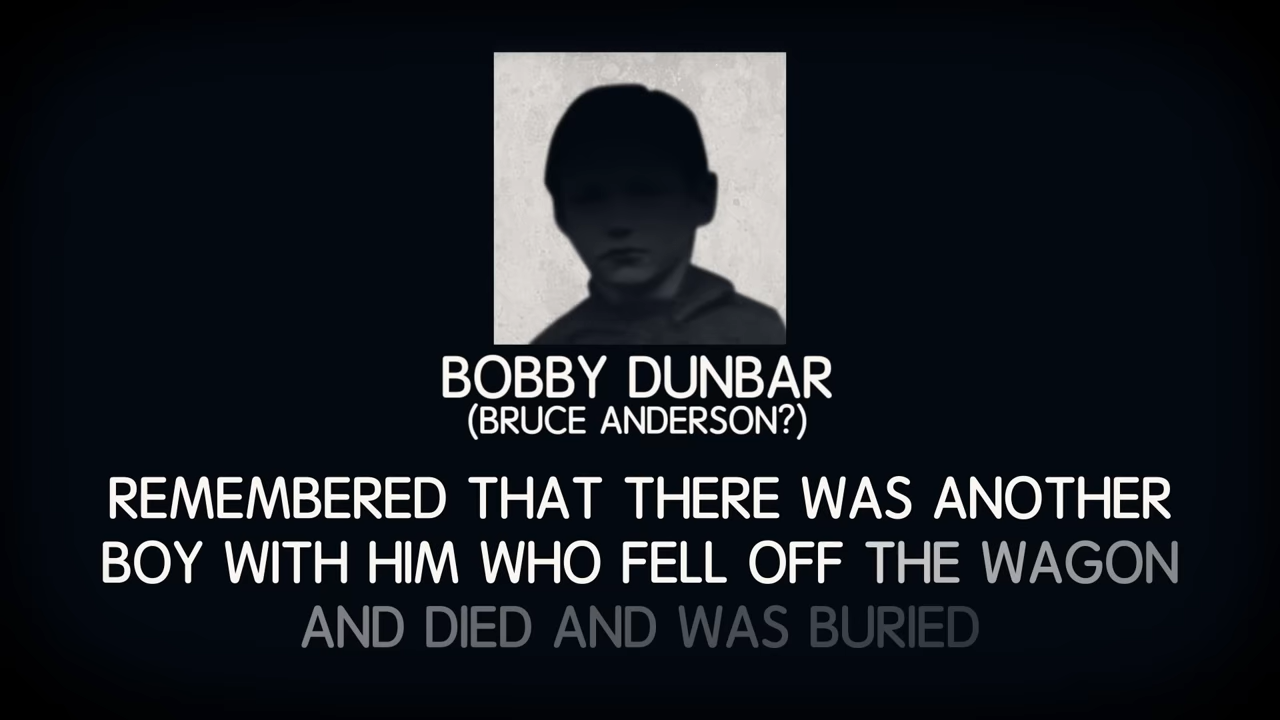 BOBBY DUNBAR
(BRUCE ANDERSON?)
REMEMBERED THAT THERE WAS ANOTHER
BOY WITH HIM WHO FELL OFF THE WAGON
AND DIED AND WAS BURIED